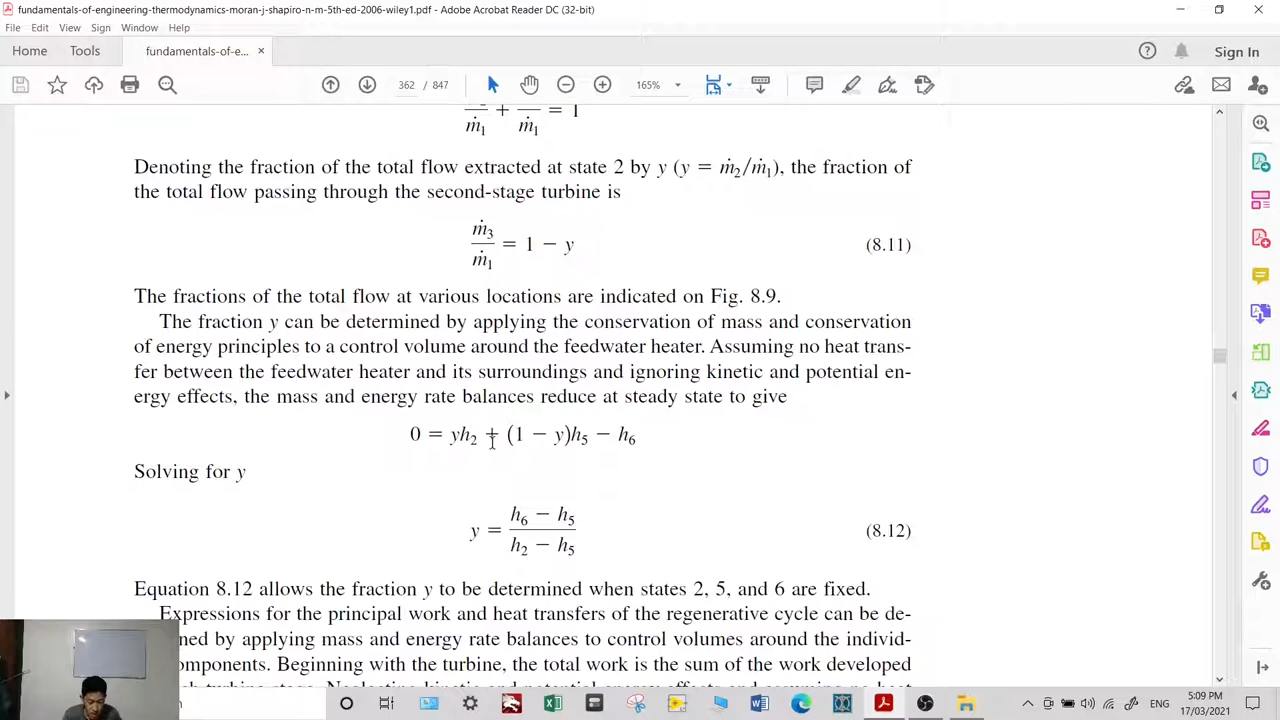 fundamentals-of-engineering-thermodynamics-moran-j-shapiro-n-m-5th-ed-2006-wiley1.pdf - Adobe Acrobat Reader DC (32-bit)
File Edit View Sign Window Help
Home Tools fundamentals-of-e... × Sign In
362 / 847 165%
ṁ₁ + ṁ₁ = 1
Denoting the fraction of the total flow extracted at state 2 by y (y = ṁ₂/ṁ₁), the fraction of
the total flow passing through the second-stage turbine is
ṁ₃
= 1 − y (8.11)
ṁ₁
The fractions of the total flow at various locations are indicated on Fig. 8.9.
The fraction y can be determined by applying the conservation of mass and conservation
of energy principles to a control volume around the feedwater heater. Assuming no heat trans-
fer between the feedwater heater and its surroundings and ignoring kinetic and potential en-
ergy effects, the mass and energy rate balances reduce at steady state to give
0 = yh₂ + (1 − y)h₅ − h₆
Solving for y
h₆ − h₅
y = (8.12)
h₂ − h₅
Equation 8.12 allows the fraction y to be determined when states 2, 5, and 6 are fixed.
Expressions for the principal work and heat transfers of the regenerative cycle can be de-
ned by applying mass and energy rate balances to control volumes around the individ-
omponents. Beginning with the turbine, the total work is the sum of the work developed
ENG 5:09 PM
17/03/2021